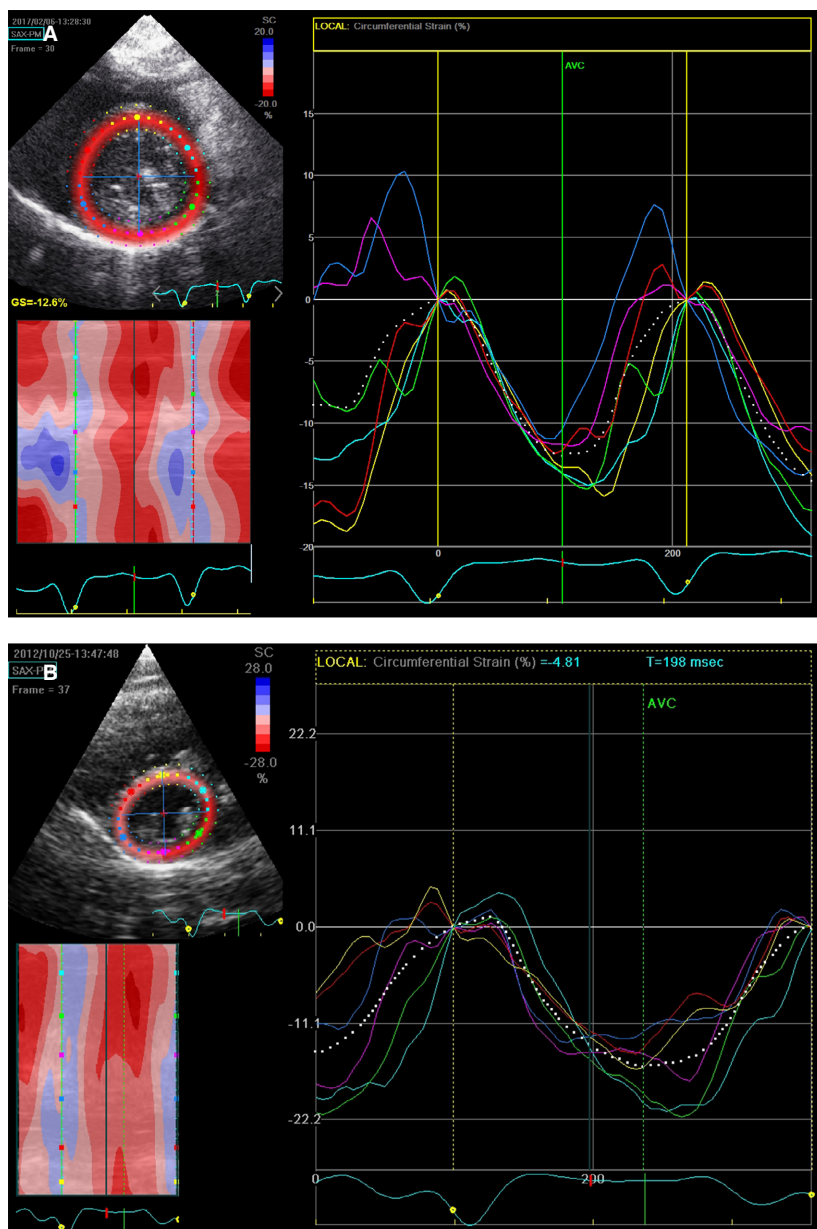 2017/02/06-13:28:30
A
SAX-PM
Frame = 30
SC
20.0
-20.0
%
GS=-12.6%
LOCAL: Circumferential Strain (%)
AVC
15
10
5
0
-5
-10
-15
-20
0
200
2012/10/25-13:47:48
B
SAX-P
Frame = 37
SC
28.0
-28.0
%
LOCAL: Circumferential Strain (%) =-4.81
T=198 msec
AVC
22.2
11.1
0.0
-11.1
-22.2
0
200